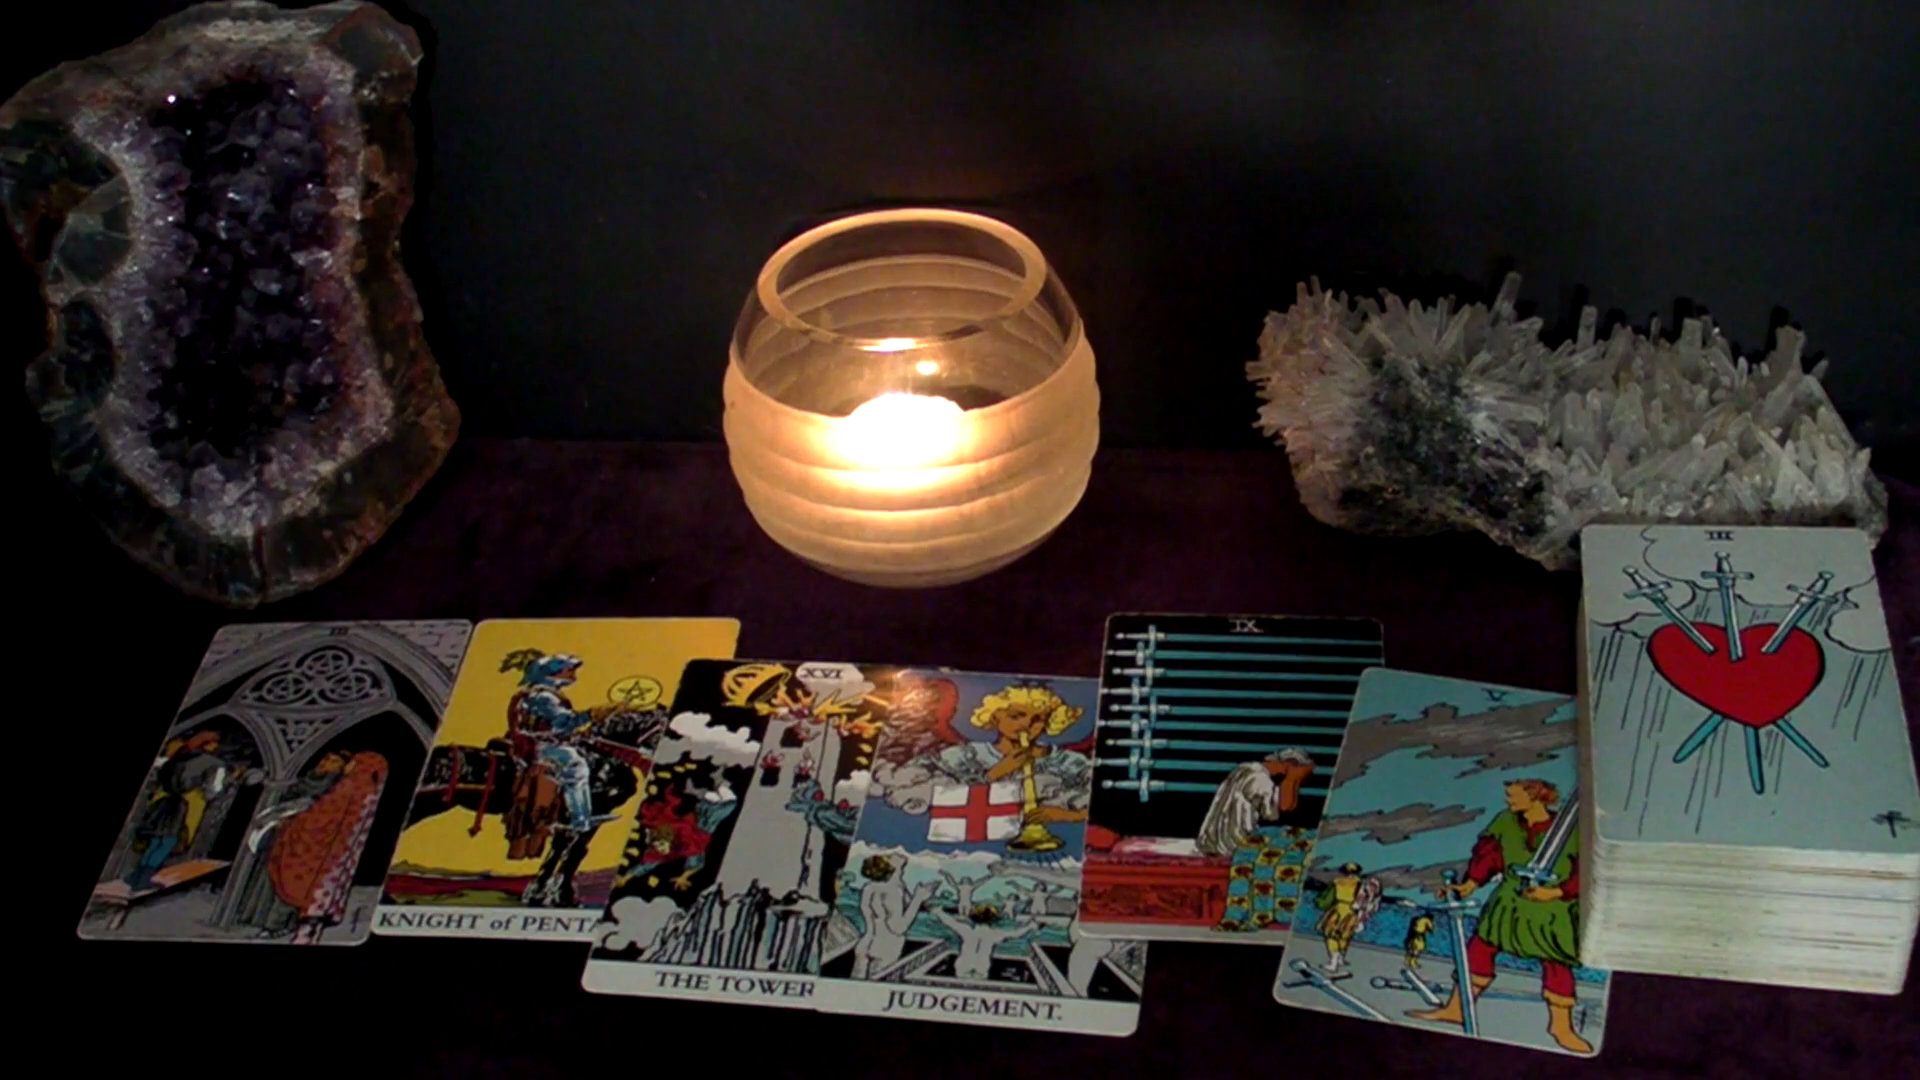 III
KNIGHT of PENTA
XVI
THE TOWER
JUDGEMENT.
IX
V
III